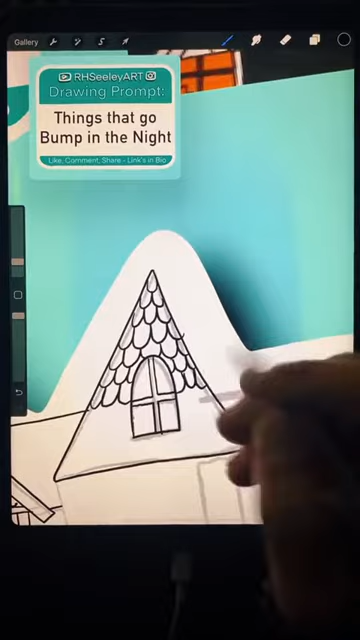 Gallery
RHSeeleyART
Drawing Prompt:
Things that go
Bump in the Night
Like, Comment, Share - Link's in Bio